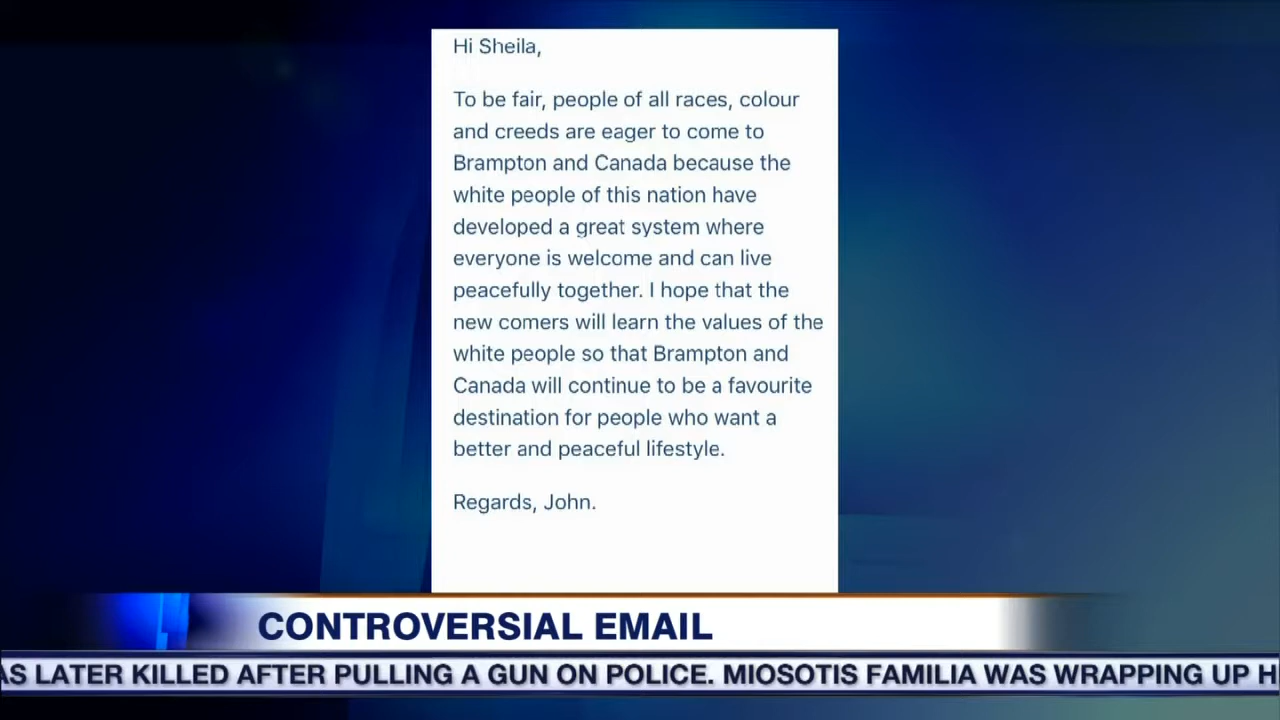 Hi Sheila,
To be fair, people of all races, colour
and creeds are eager to come to
Brampton and Canada because the
white people of this nation have
developed a great system where
everyone is welcome and can live
peacefully together. I hope that the
new comers will learn the values of the
white people so that Brampton and
Canada will continue to be a favourite
destination for people who want a
better and peaceful lifestyle.
Regards, John.
CONTROVERSIAL EMAIL
AS LATER KILLED AFTER PULLING A GUN ON POLICE. MIOSOTIS FAMILIA WAS WRAPPING UP H